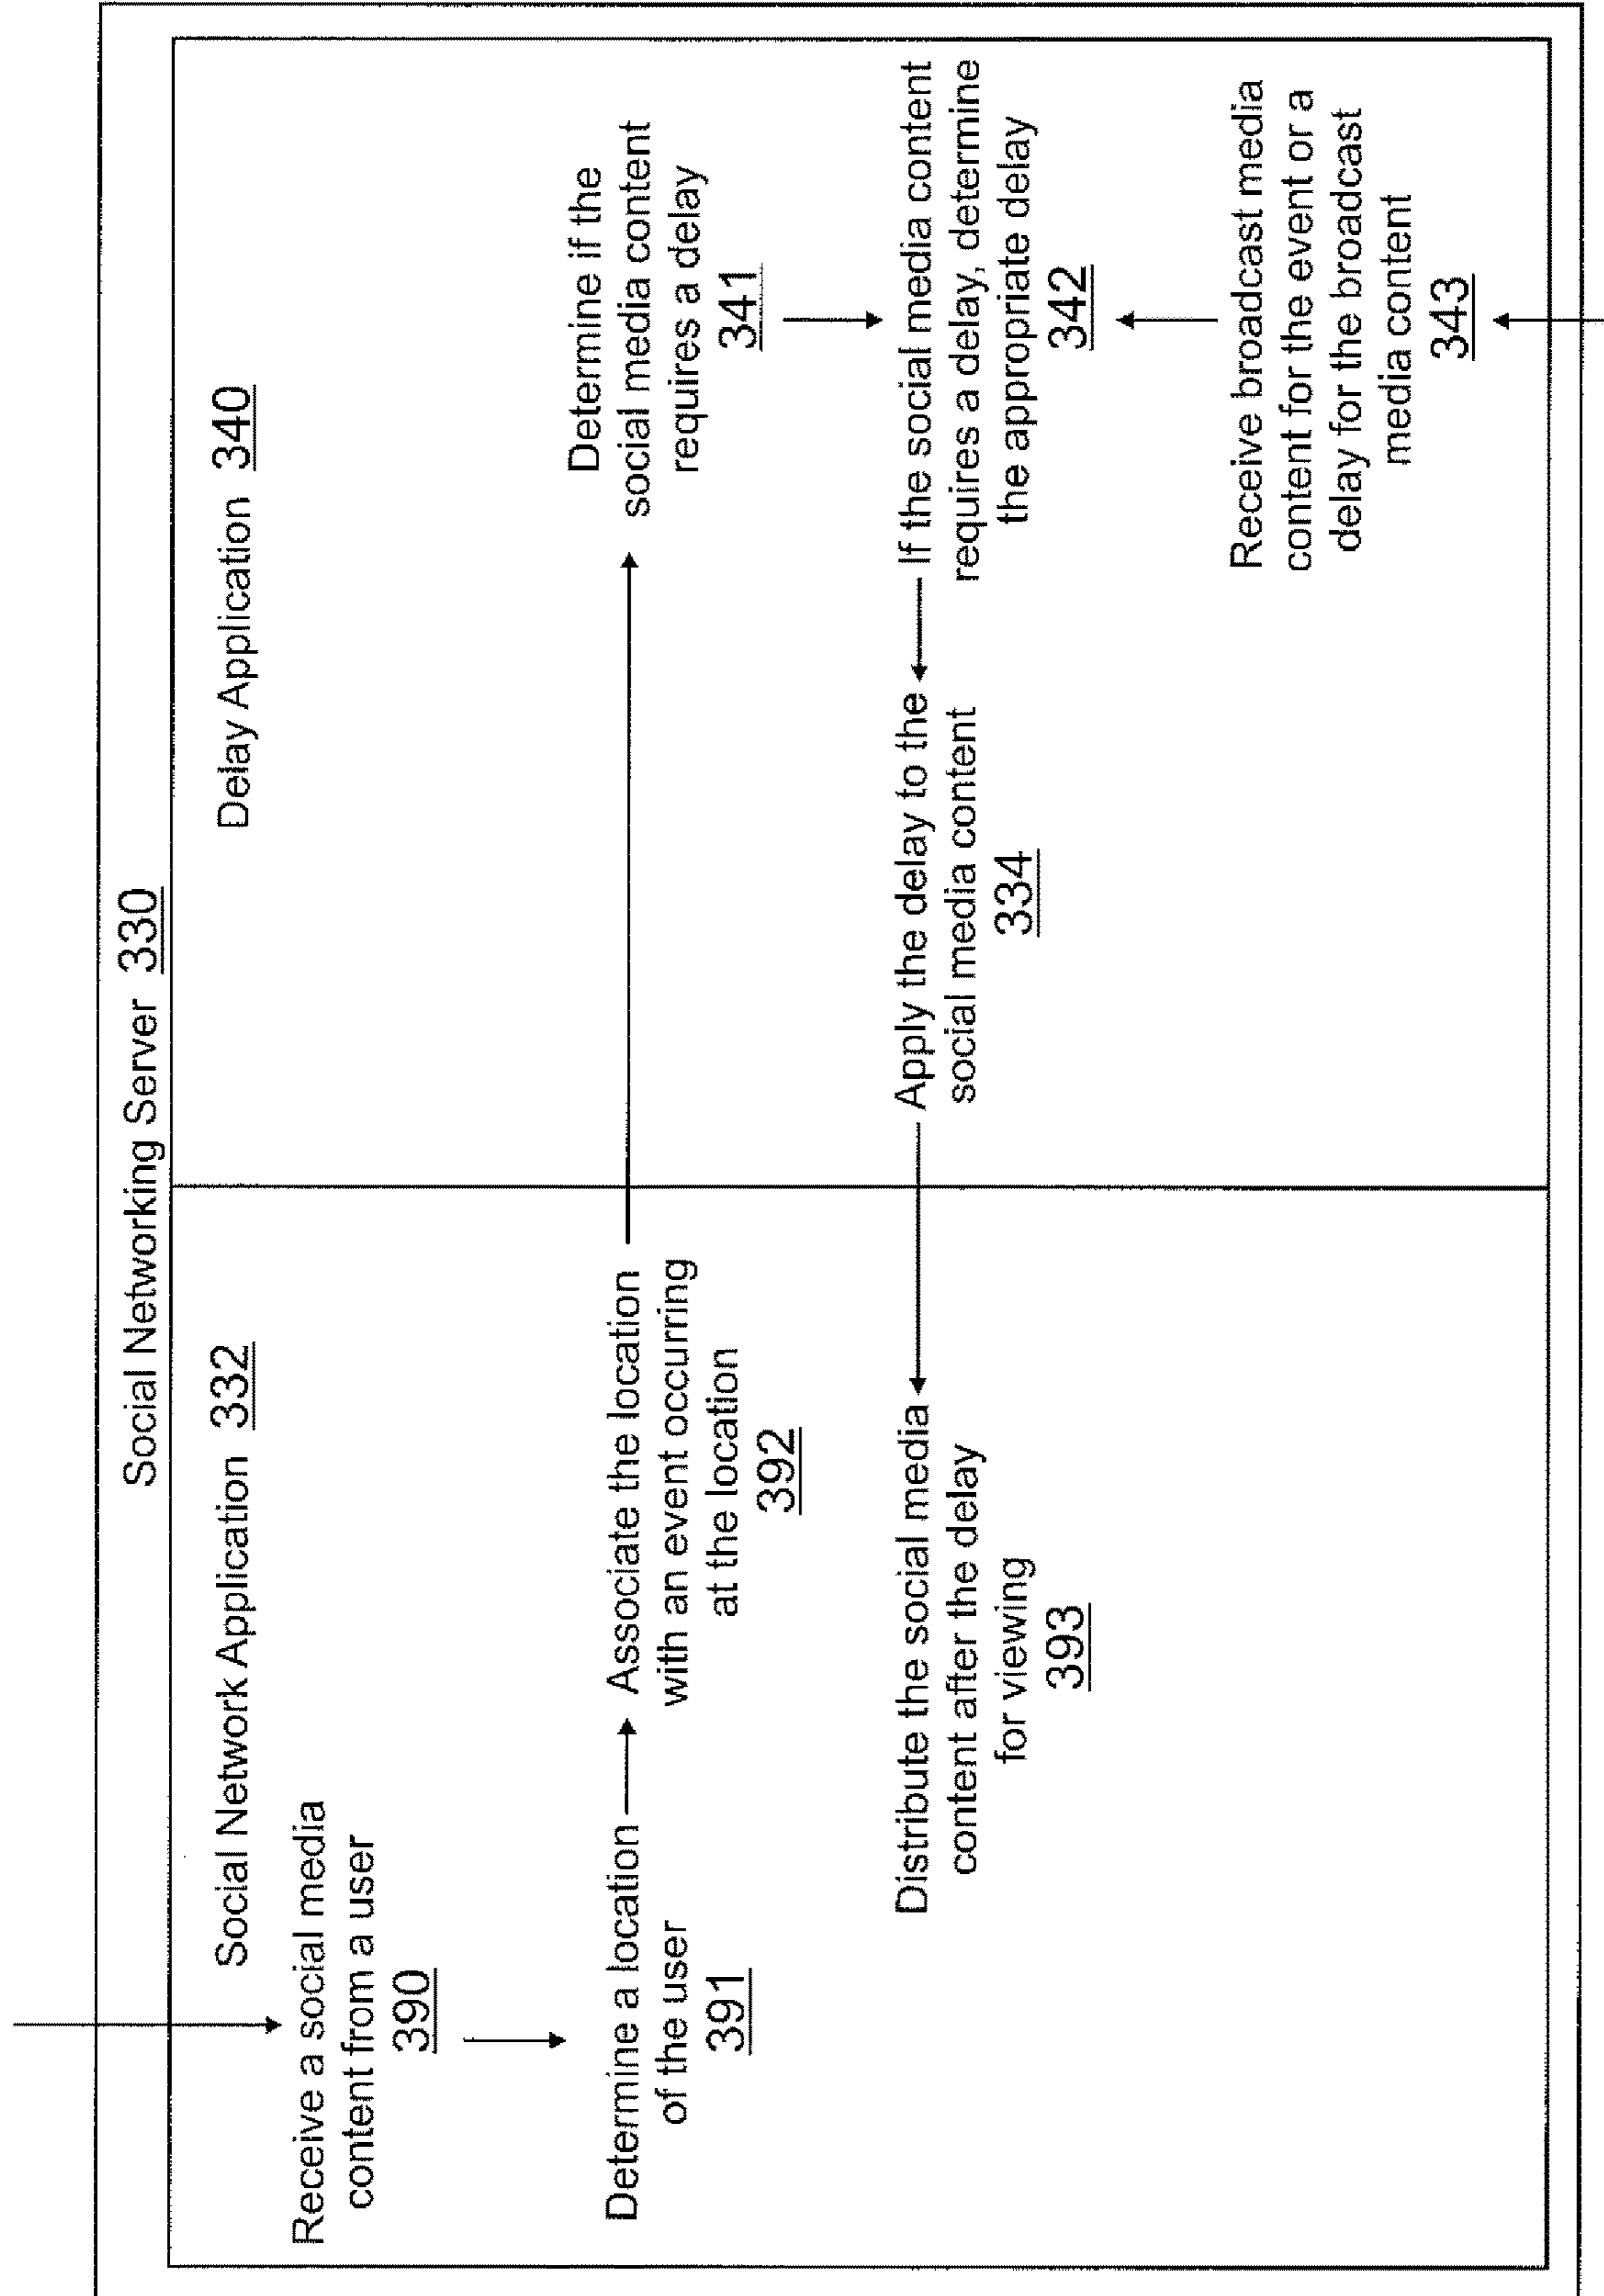 Social Networking Server 330
Social Network Application 332
Receive a social media
content from a user
390
Determine a location
of the user
391
Associate the location
with an event occurring
at the location
392
Distribute the social media
content after the delay
for viewing
393
Delay Application 340
Determine if the
social media content
requires a delay
341
If the social media content
requires a delay, determine
the appropriate delay
342
Apply the delay to the
social media content
334
Receive broadcast media
content for the event or a
delay for the broadcast
media content
343